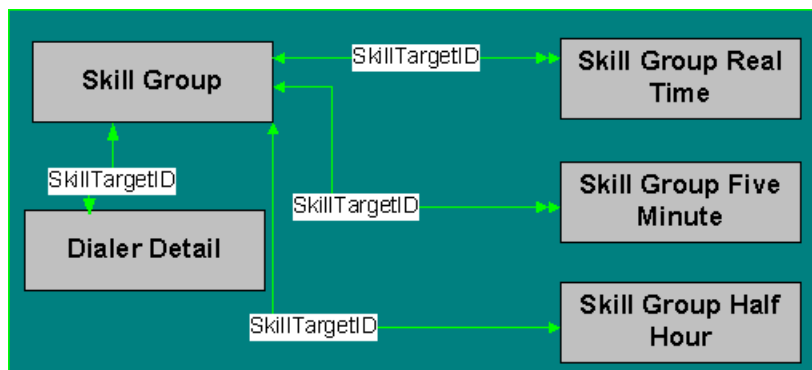 Skill Group
SkillTargetID
Skill Group Real
Time
SkillTargetID
Skill Group Five
Minute
SkillTargetID
Dialer Detail
SkillTargetID
Skill Group Half
Hour